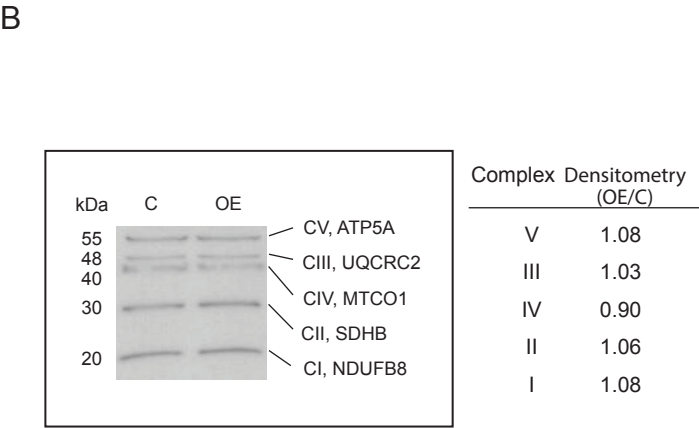 B
kDa C OE
55
48
40
30
20
CV, ATP5A
CIII, UQCRC2
CIV, MTCO1
CII, SDHB
CI, NDUFB8
Complex Densitometry
(OE/C)
V 1.08
III 1.03
IV 0.90
II 1.06
I 1.08